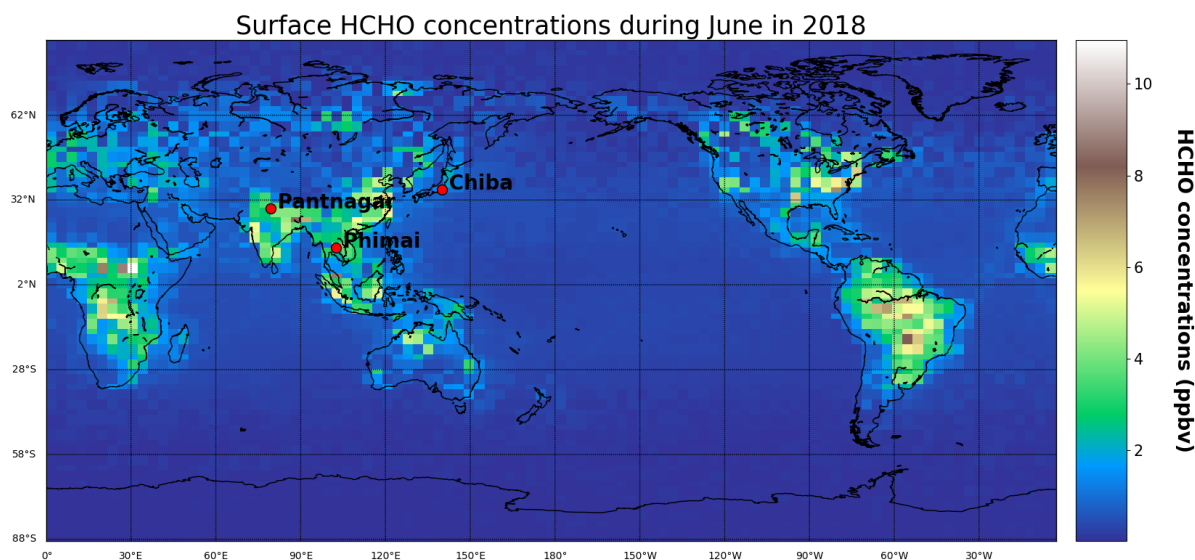 Surface HCHO concentrations during June in 2018
62°N
32°N
2°N
28°S
58°S
88°S
0°
30°E
60°E
90°E
120°E
150°E
180°
150°W
120°W
90°W
60°W
30°W
Pantnagar
Phimai
Chiba
10
8
6
4
2
HCHO concentrations (ppbv)